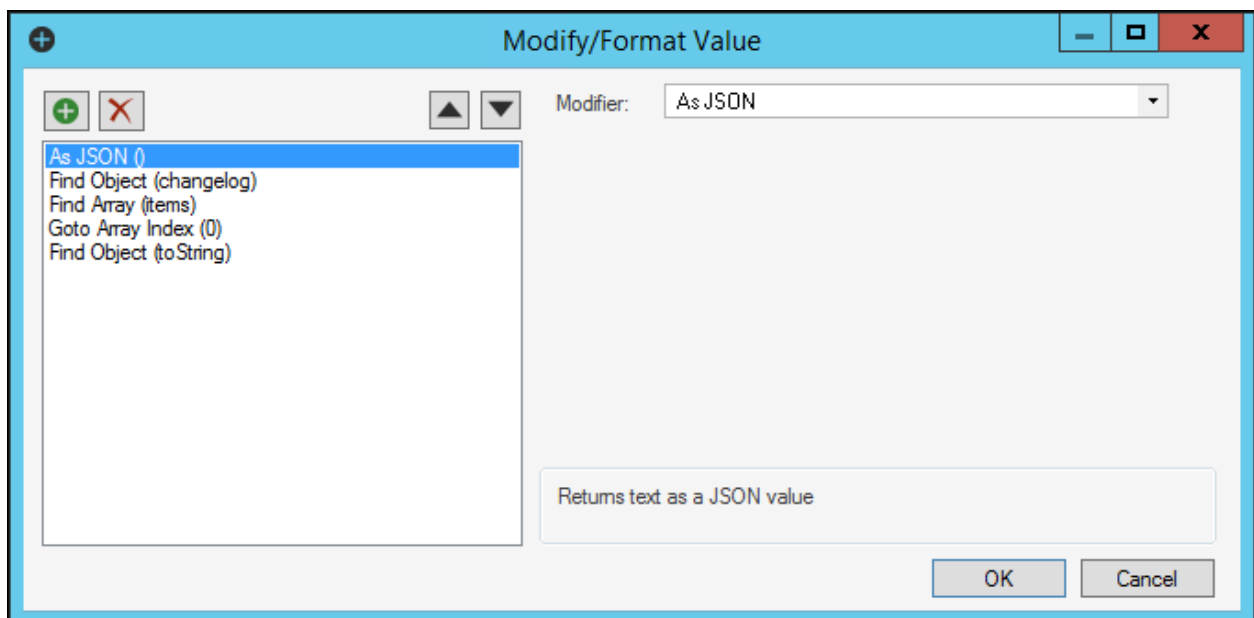 Modify/Format Value
X
Modifier:
As JSON
As JSON ()
Find Object (changelog)
Find Array (items)
Goto Array Index (0)
Find Object (toString)
Returns text as a JSON value
OK
Cancel